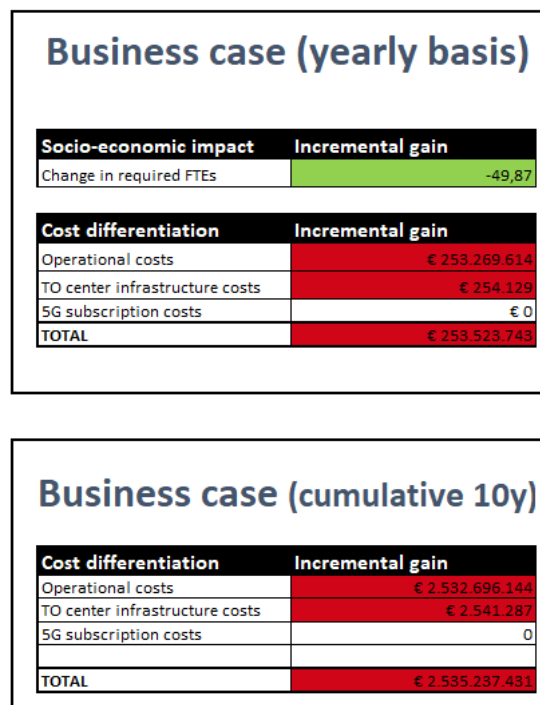 Business case (yearly basis)
Socio-economic impact Incremental gain
Change in required FTEs -49,87
Cost differentiation Incremental gain
Operational costs € 253.269.614
TO center infrastructure costs € 254.129
5G subscription costs € 0
TOTAL € 253.523.743
Business case (cumulative 10y)
Cost differentiation Incremental gain
Operational costs € 2.532.696.144
TO center infrastructure costs € 2.541.287
5G subscription costs 0
TOTAL € 2.535.237.431